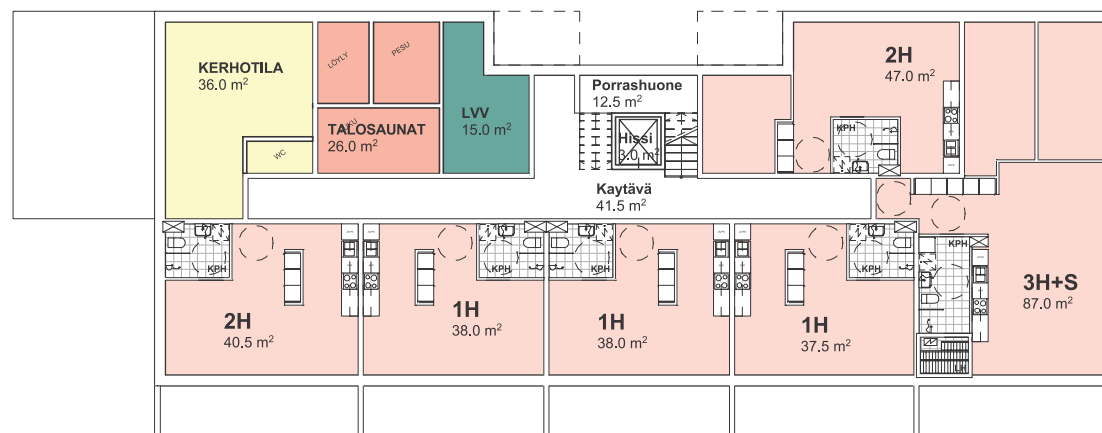 KERHOTILA
36.0 m²
LÖYLY
PESU
TALOSAUNAT
26.0 m²
WC
LVV
15.0 m²
Porrashuone
12.5 m²
Hissi
3.0 m²
Kaytävä
41.5 m²
2H
47.0 m²
KPH
KPH
2H
40.5 m²
KPH
1H
38.0 m²
KPH
1H
38.0 m²
KPH
1H
37.5 m²
KPH
3H+S
87.0 m²
LH